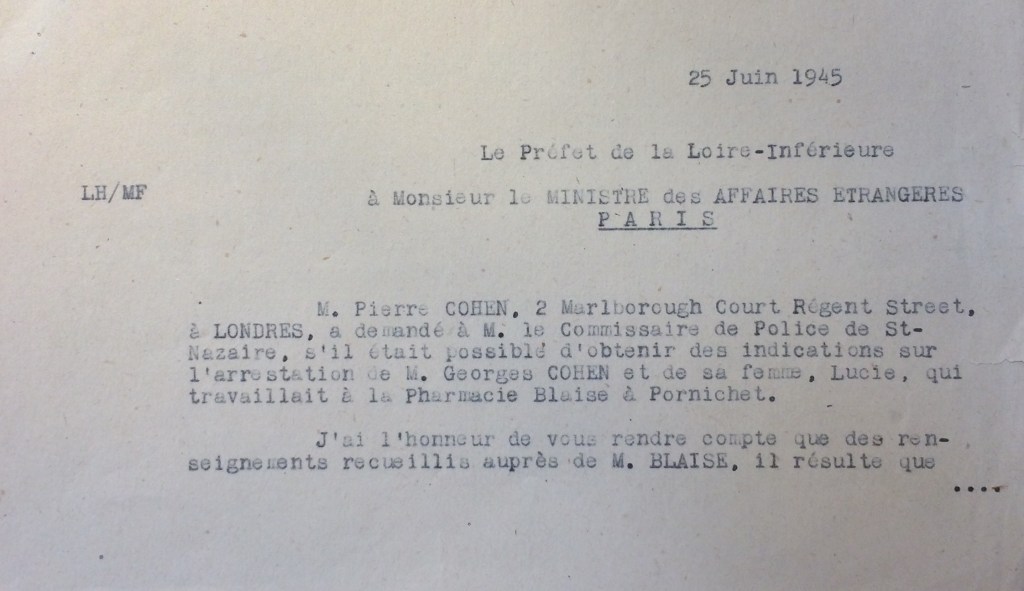 25 Juin 1945
Le Préfet de la Loire-Inférieure
LH/MF
à Monsieur le MINISTRE des AFFAIRES ETRANGERES
P A R I S
M. Pierre COHEN, 2 Marlborough Court Régent Street,
à LONDRES, a demandé à M. le Commissaire de Police de St-
Nazaire, s'il était possible d'obtenir des indications sur
l'arrestation de M. Georges COHEN et de sa femme, Lucie, qui
travaillait à la Pharmacie Blaise à Pornichet.
J'ai l'honneur de vous rendre compte que des ren-
seignements recueillis auprès de M. BLAISE, il résulte que
....